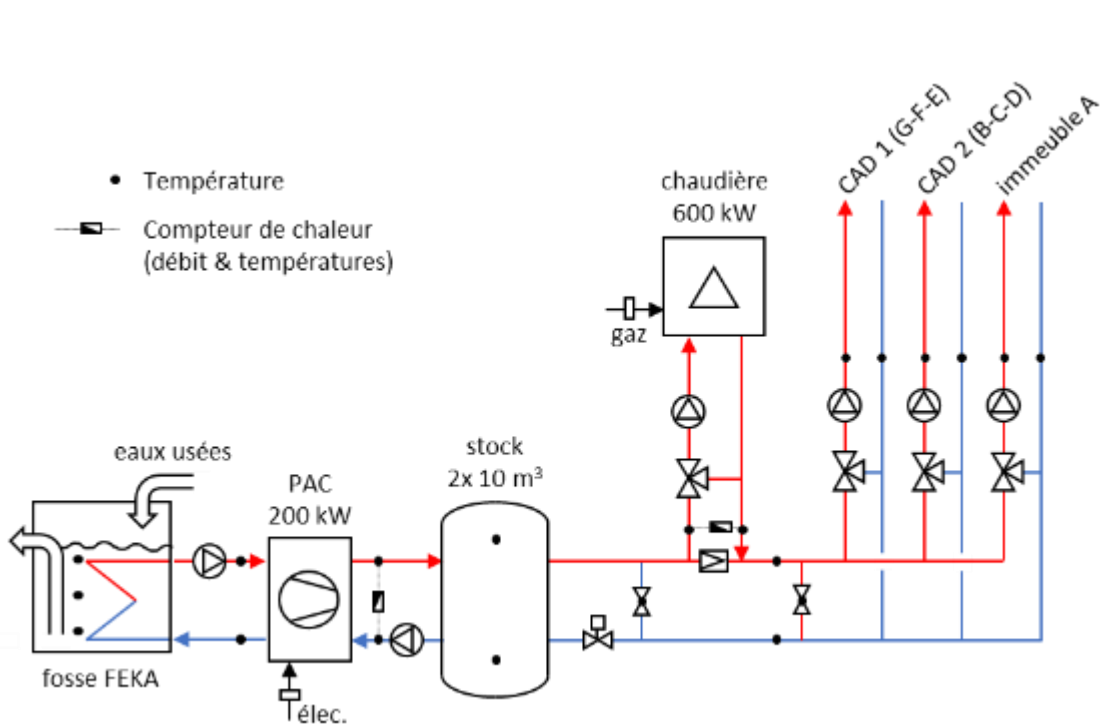 CAD 1 (G-F-E)
CAD 2 (B-C-D)
immeuble A
Température
Compteur de chaleur
(débit & températures)
chaudière
600 kW
gaz
eaux usées
PAC
200 kW
stock
2x 10 m³
fosse FEKA
élec.